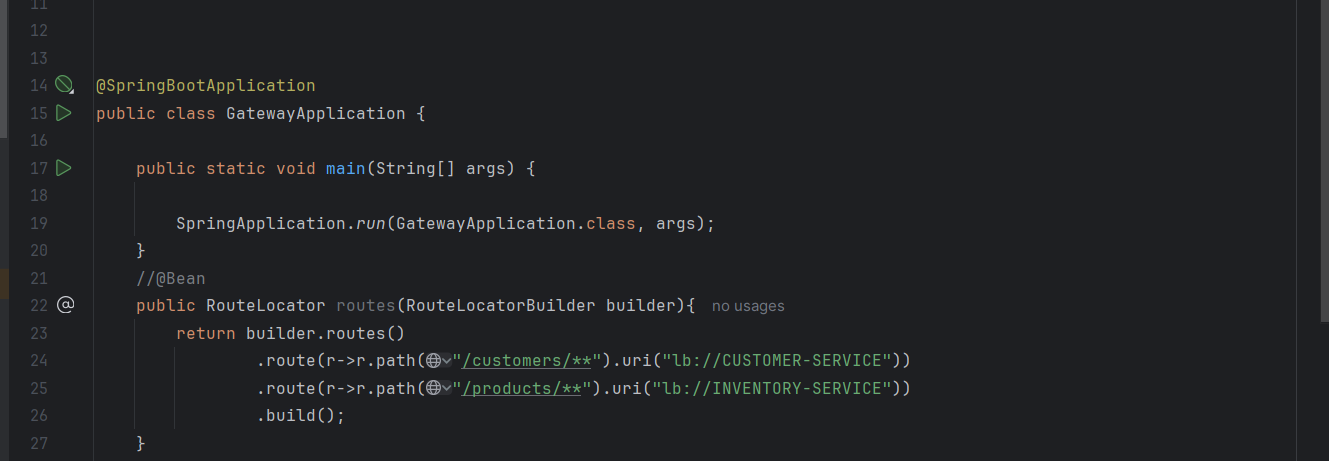 11
12
13
14 @SpringBootApplication
15 public class GatewayApplication {
16
17 public static void main(String[] args) {
18
19 SpringApplication.run(GatewayApplication.class, args);
20 }
21 //@Bean
22 public RouteLocator routes(RouteLocatorBuilder builder){ no usages
23 return builder.routes()
24 .route(r->r.path("/customers/**").uri("lb://CUSTOMER-SERVICE"))
25 .route(r->r.path("/products/**").uri("lb://INVENTORY-SERVICE"))
26 .build();
27 }